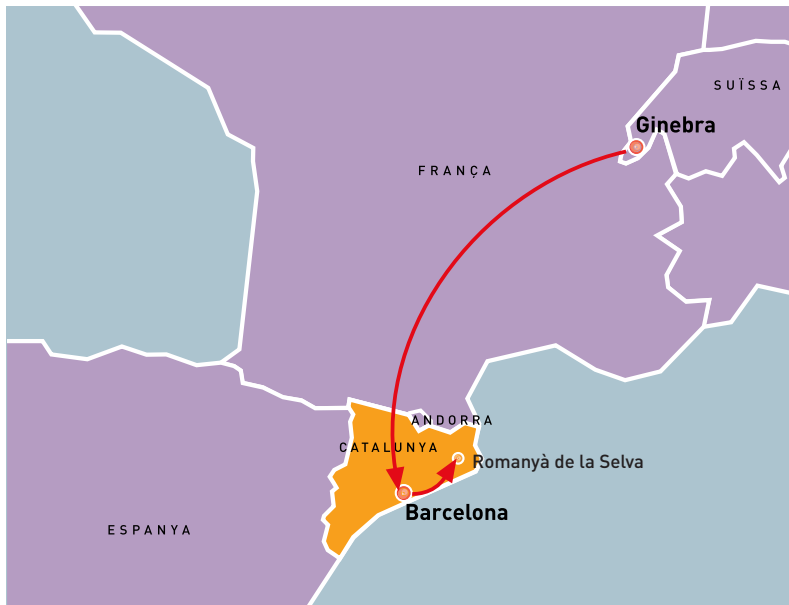 SUÏSSA
Ginebra
FRANÇA
ANDORRA
CATALUNYA
Romanyà de la Selva
Barcelona
ESPANYA